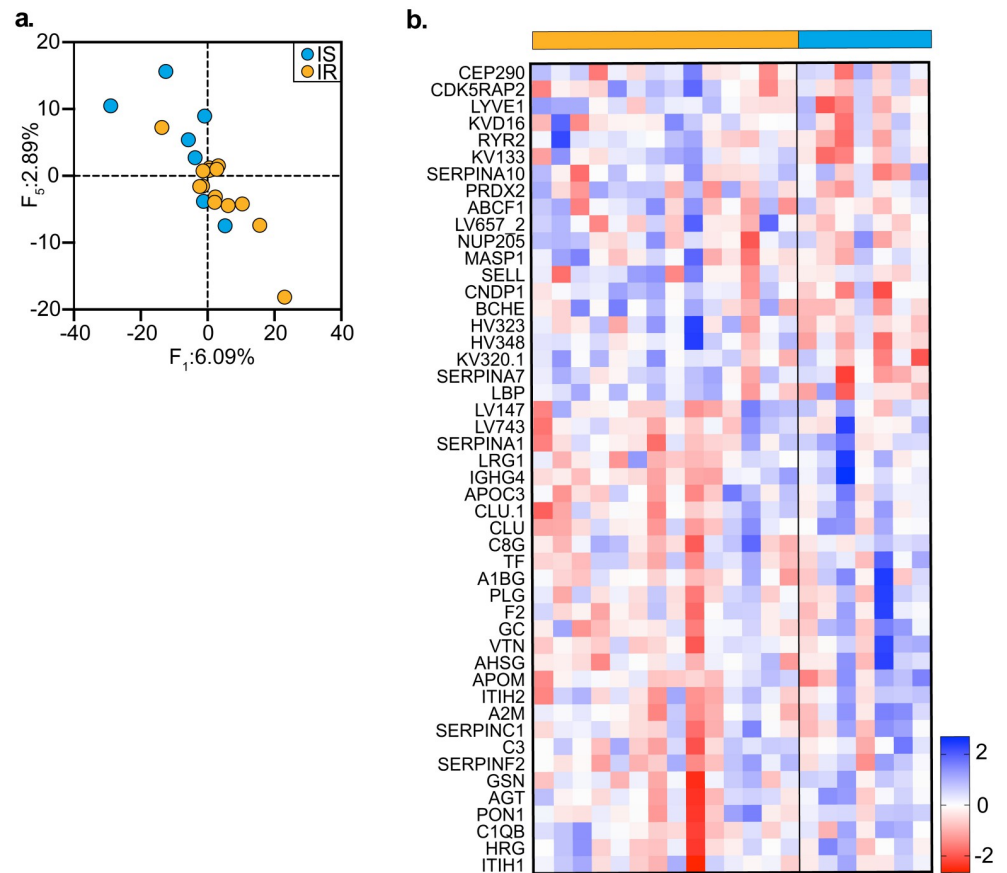 a.
20
10
0
-10
-20
-40
-20
0
20
40
F5:2.89%
F1:6.09%
IS
IR
b.
CEP290
CDK5RAP2
LYVE1
KVD16
RYR2
KV133
SERPINA10
PRDX2
ABCF1
LV657_2
NUP205
MASP1
SELL
CNDP1
BCHE
HV323
HV348
KV320.1
SERPINA7
LBP
LV147
LV743
SERPINA1
LRG1
IGHG4
APOC3
CLU.1
CLU
C8G
TF
A1BG
PLG
F2
GC
VTN
AHSG
APOM
ITIH2
A2M
SERPINC1
C3
SERPINF2
GSN
AGT
PON1
C1QB
HRG
ITIH1
2
0
-2